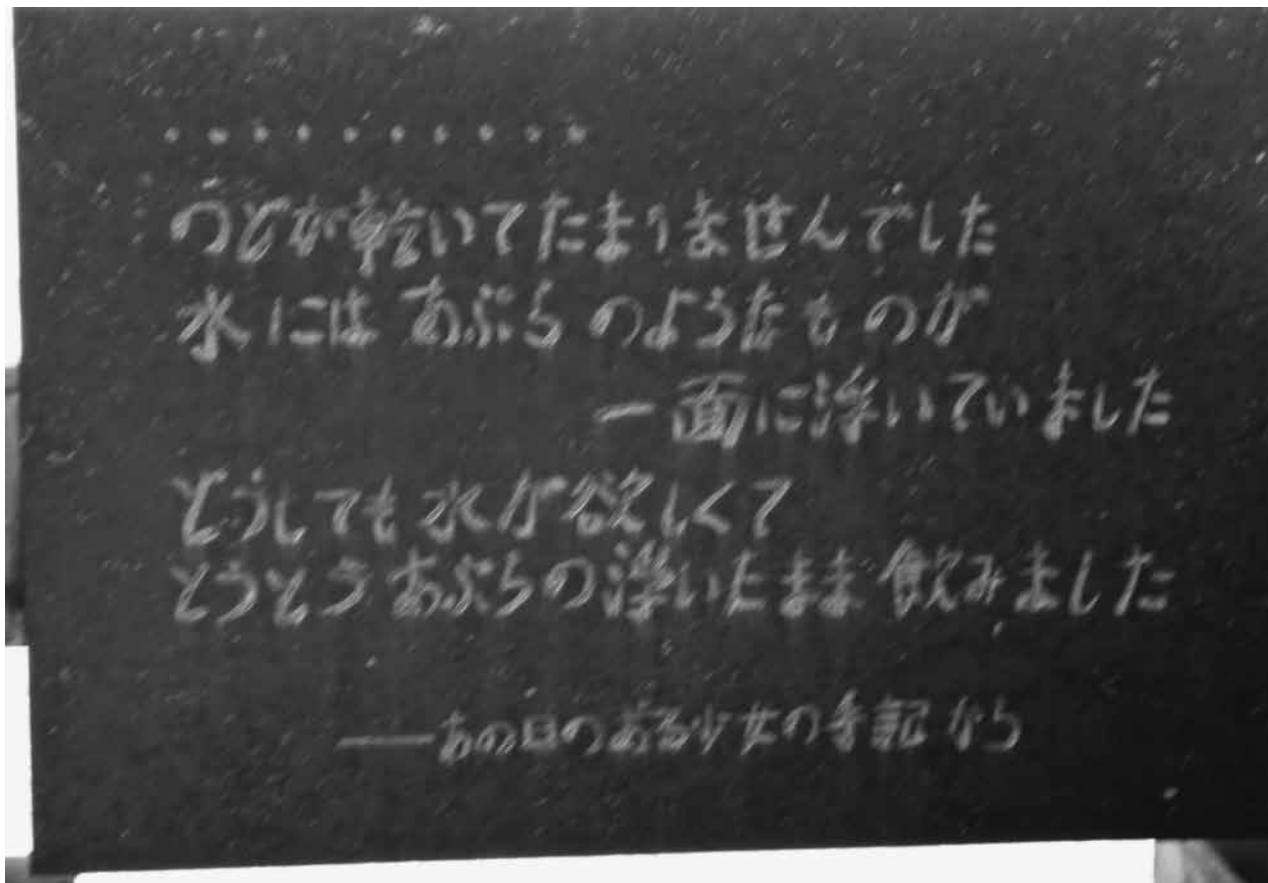 ・・・・・・・・・・
のどが乾いてたまりませんでした
水にはあぶらのようなものが
一面に浮いていました
どうしても水が欲しくて
とうとうあぶらの浮いたまま飲みました
――あの日のある少女の手記から